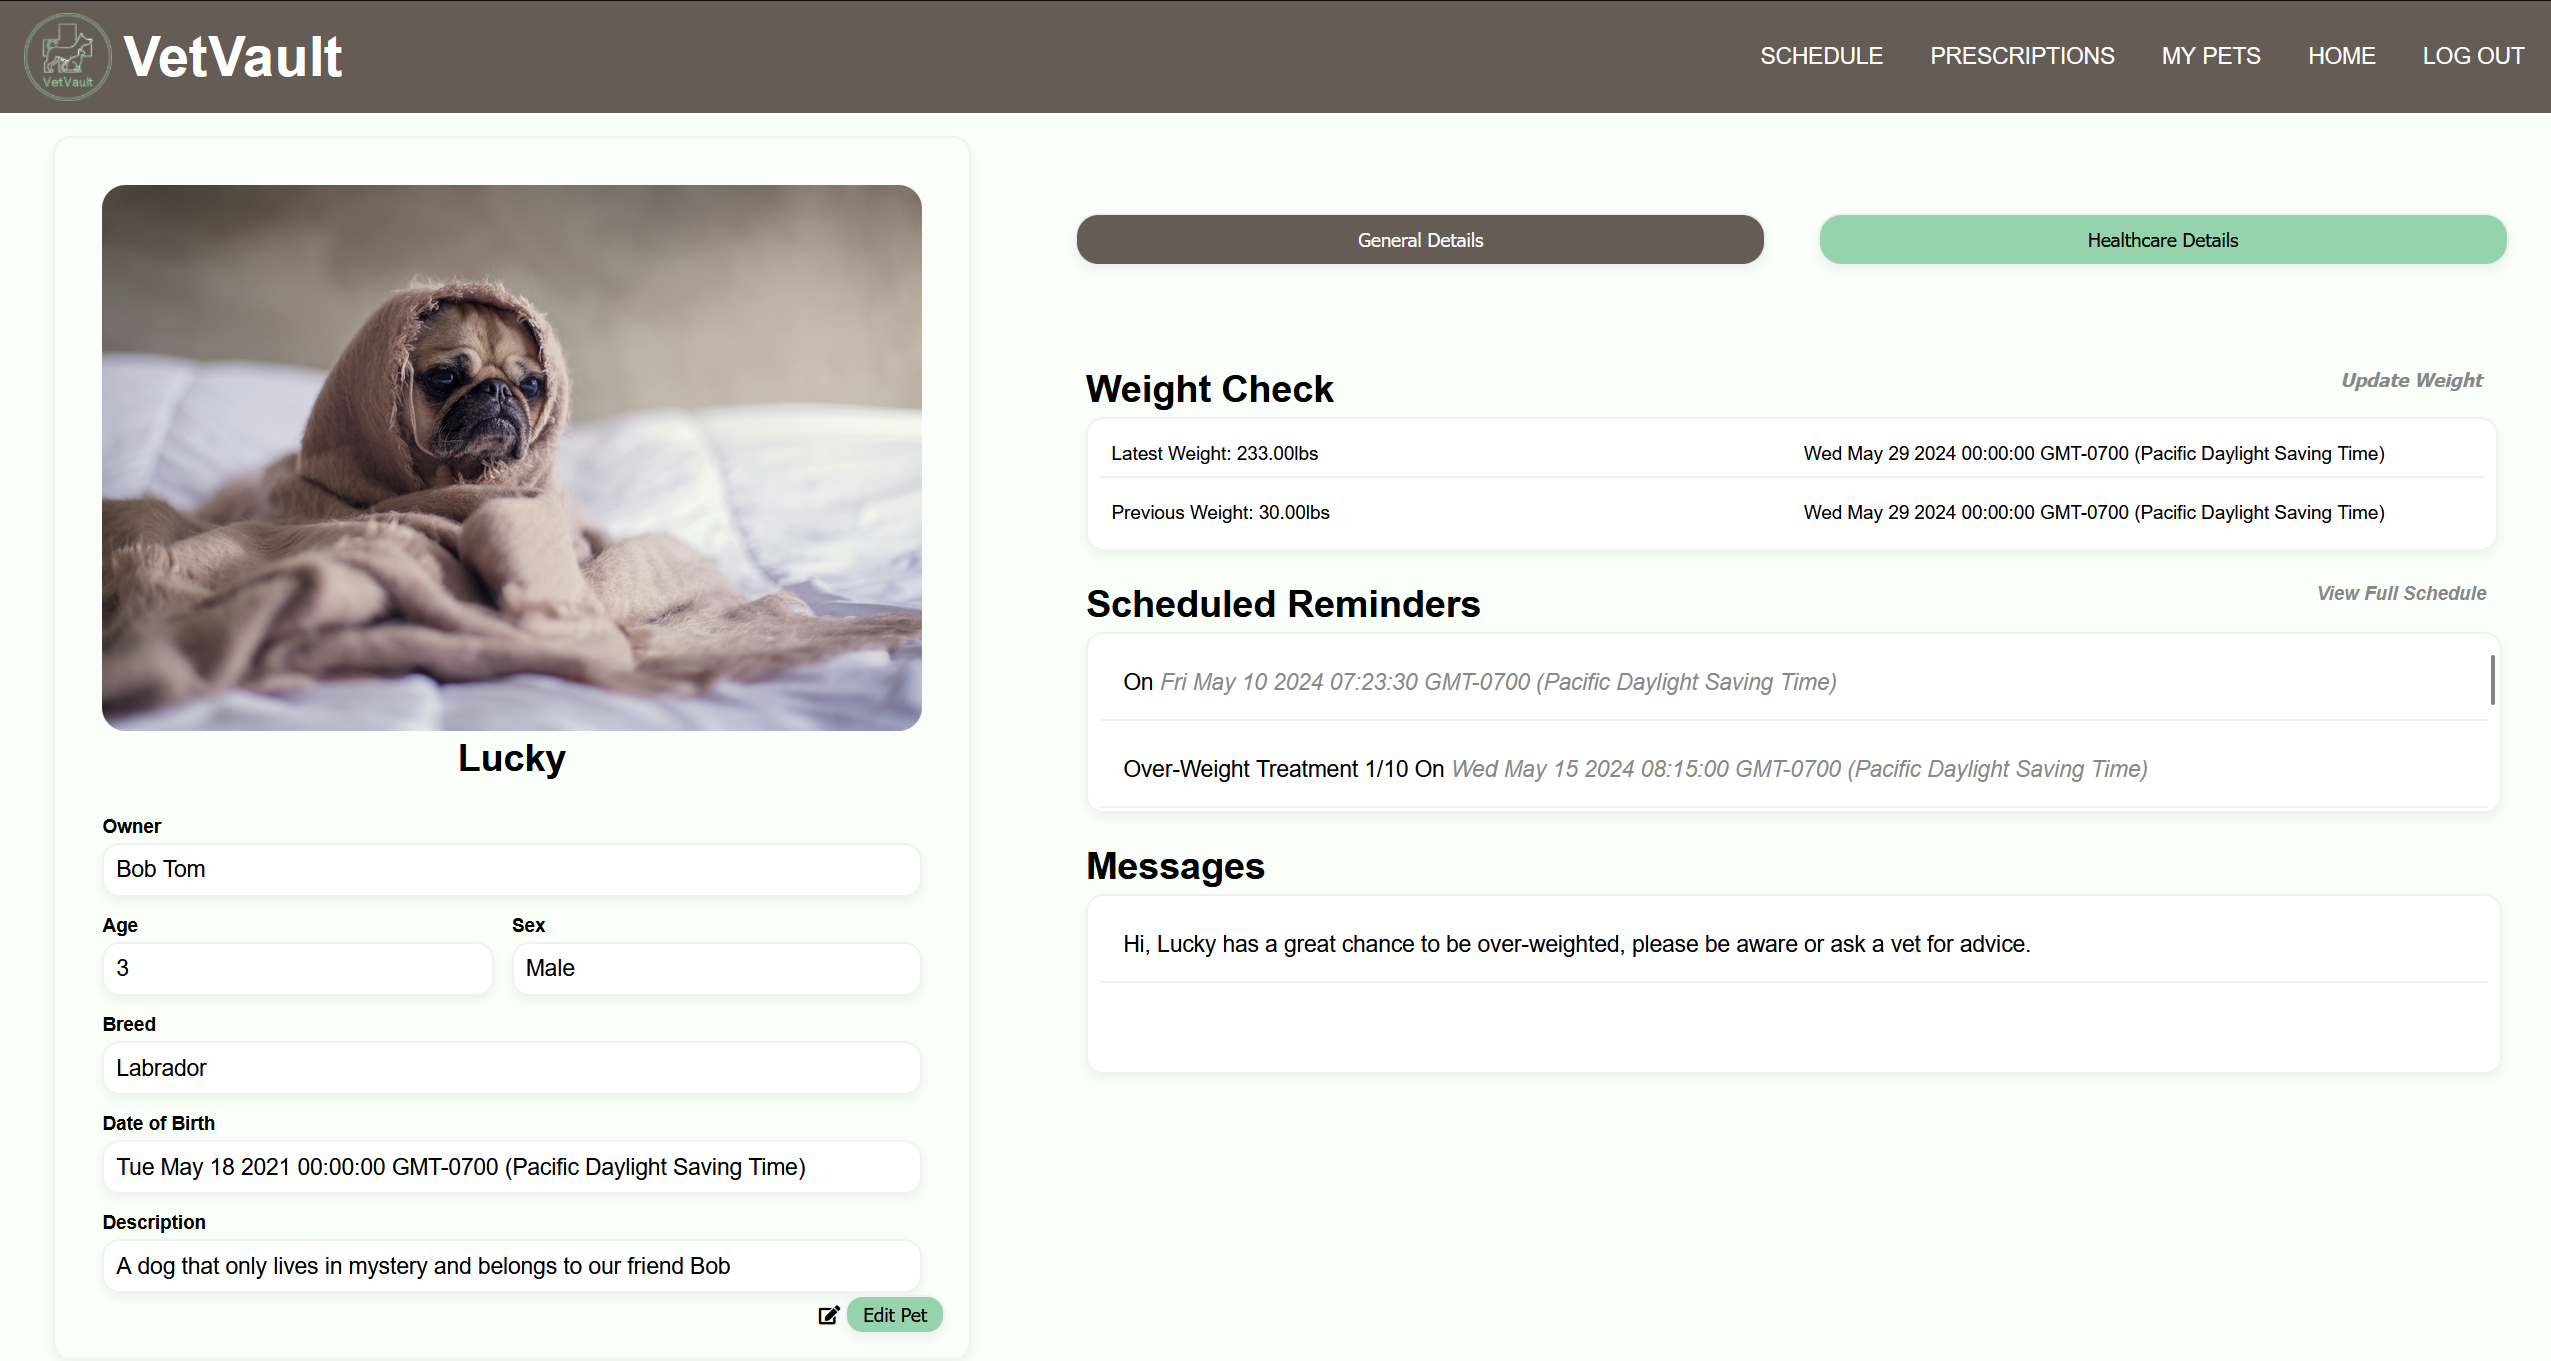 VetVault
VetVault
SCHEDULE
PRESCRIPTIONS
MY PETS
HOME
LOG OUT
Lucky
Owner
Bob Tom
Age
Sex
3
Male
Breed
Labrador
Date of Birth
Tue May 18 2021 00:00:00 GMT-0700 (Pacific Daylight Saving Time)
Description
A dog that only lives in mystery and belongs to our friend Bob
Edit Pet
General Details
Healthcare Details
Weight Check
Update Weight
Latest Weight: 233.00lbs
Wed May 29 2024 00:00:00 GMT-0700 (Pacific Daylight Saving Time)
Previous Weight: 30.00lbs
Wed May 29 2024 00:00:00 GMT-0700 (Pacific Daylight Saving Time)
Scheduled Reminders
View Full Schedule
On Fri May 10 2024 07:23:30 GMT-0700 (Pacific Daylight Saving Time)
Over-Weight Treatment 1/10 On Wed May 15 2024 08:15:00 GMT-0700 (Pacific Daylight Saving Time)
Messages
Hi, Lucky has a great chance to be over-weighted, please be aware or ask a vet for advice.